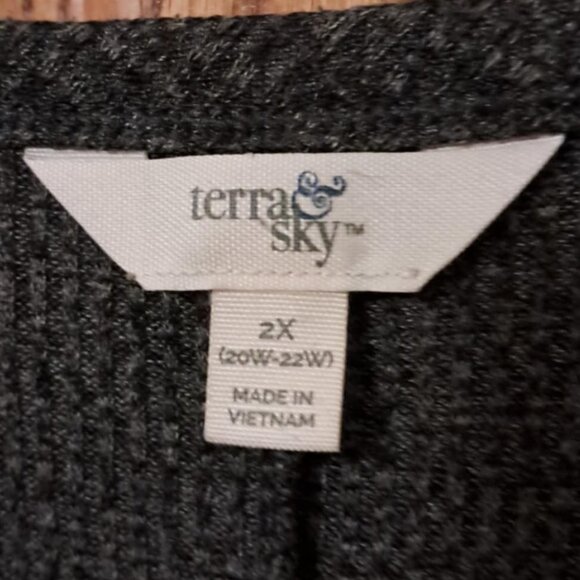 terra &
sky™
2X
(20W-22W)
MADE IN
VIETNAM